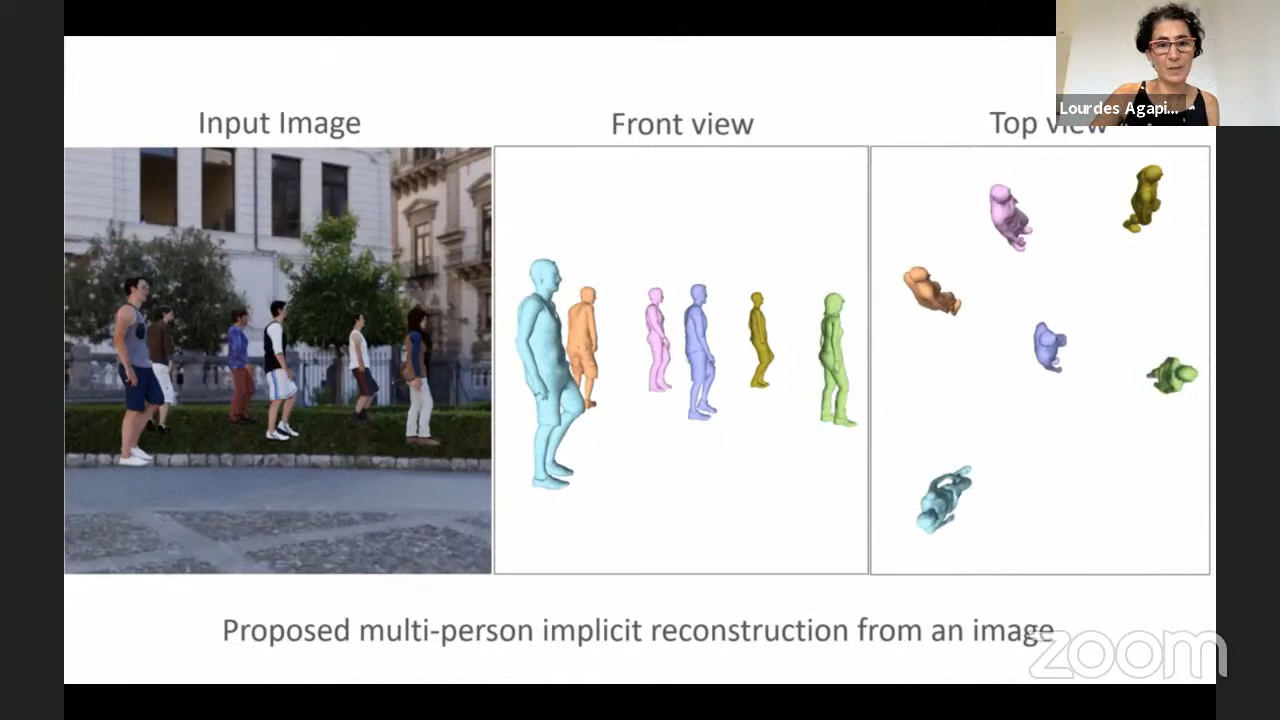 Lourdes Agapi...
Input Image
Front view
Top view
Proposed multi-person implicit reconstruction from an image
zoom